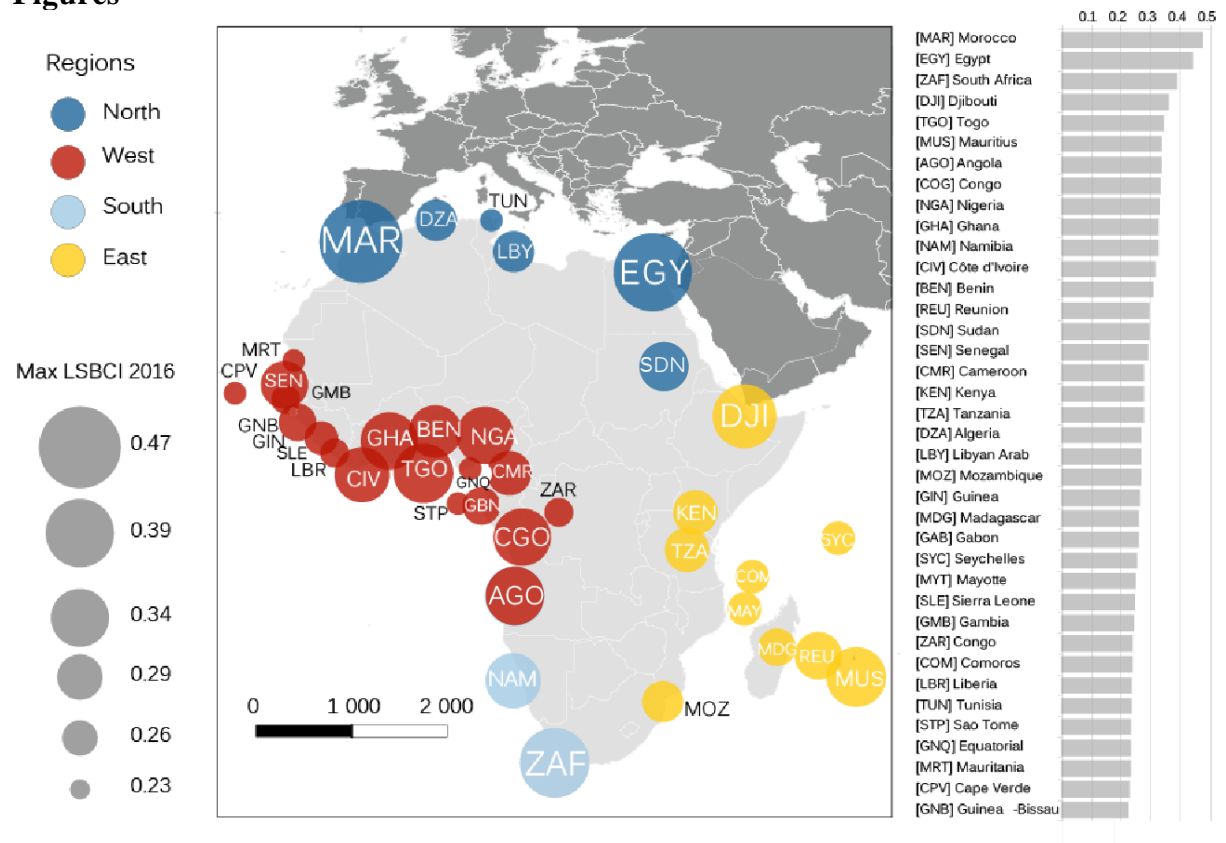 Figures
Regions
North
West
South
East
Max LSBCI 2016
0.47
0.39
0.34
0.29
0.26
0.23
TUN
DZA
MAR
LBY
EGY
MRT
CPV
SEN
GMB
SDN
DJI
GNB
GIN
SLE
LBR
GHA
BEN
NGA
CIV
TGO
GNQ
CMR
STP
GBN
ZAR
CGO
KEN
TZA
SYC
COM
MAY
AGO
MDG
REU
MUS
NAM
MOZ
ZAF
0 1 000 2 000
0.1 0.2 0.3 0.4 0.5
[MAR] Morocco
[EGY] Egypt
[ZAF] South Africa
[DJI] Djibouti
[TGO] Togo
[MUS] Mauritius
[AGO] Angola
[COG] Congo
[NGA] Nigeria
[GHA] Ghana
[NAM] Namibia
[CIV] Côte d'Ivoire
[BEN] Benin
[REU] Reunion
[SDN] Sudan
[SEN] Senegal
[CMR] Cameroon
[KEN] Kenya
[TZA] Tanzania
[DZA] Algeria
[LBY] Libyan Arab
[MOZ] Mozambique
[GIN] Guinea
[MDG] Madagascar
[GAB] Gabon
[SYC] Seychelles
[MYT] Mayotte
[SLE] Sierra Leone
[GMB] Gambia
[ZAR] Congo
[COM] Comoros
[LBR] Liberia
[TUN] Tunisia
[STP] Sao Tome
[GNQ] Equatorial
[MRT] Mauritania
[CPV] Cape Verde
[GNB] Guinea -Bissau